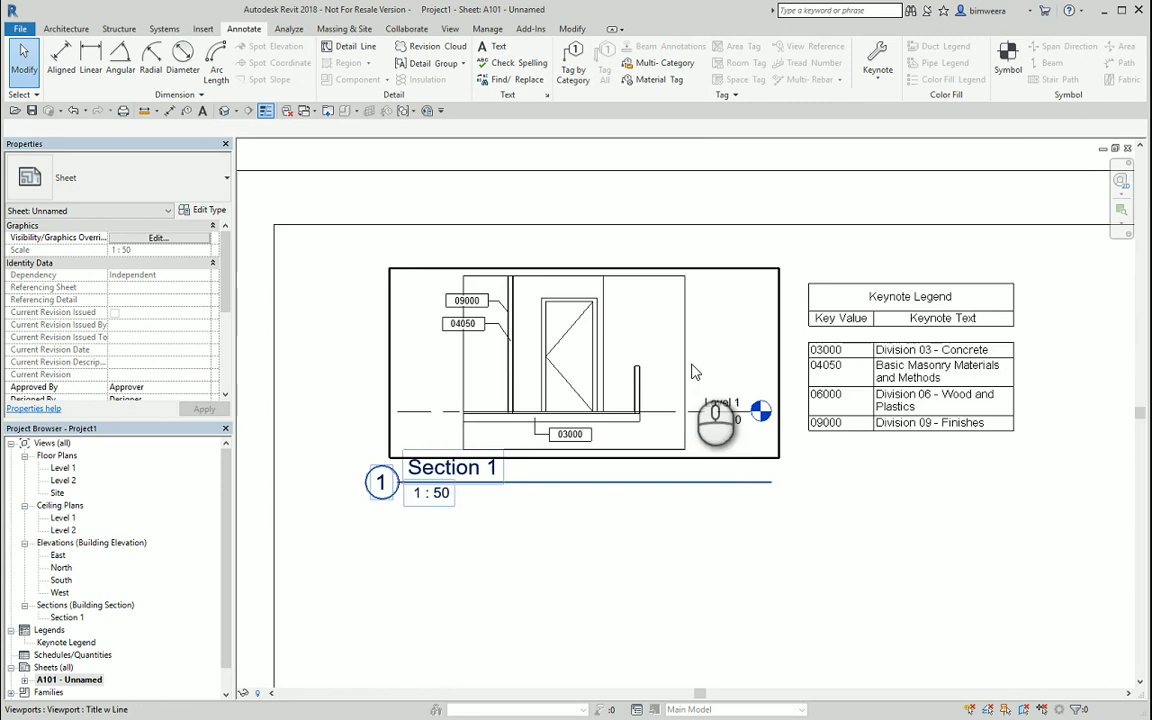 Autodesk Revit 2018 - Not For Resale Version - Project1 - Sheet: A101 - Unnamed
Type a keyword or phrase
bimweera
File Architecture Structure Systems Insert Annotate Analyze Massing & Site Collaborate View Manage Add-Ins Modify
Modify
Select
Aligned
Linear
Angular
Radial
Diameter
Arc Length
Spot Elevation
Spot Coordinate
Spot Slope
Dimension
Detail Line
Region
Component
Revision Cloud
Detail Group
Insulation
Detail
Text
Check Spelling
Find/ Replace
Text
Tag by Category
Tag All
Beam Annotations
Multi- Category
Material Tag
Area Tag
Room Tag
Space Tag
View Reference
Tread Number
Multi- Rebar
Tag
Keynote
Duct Legend
Pipe Legend
Color Fill Legend
Color Fill
Symbol
Span Direction
Beam
Stair Path
Area
Path
Fabric
Symbol
Properties
Sheet
Sheet: Unnamed
Edit Type
Graphics
Visibility/Graphics Overri... Edit...
Scale 1 : 50
Identity Data
Dependency Independent
Referencing Sheet
Referencing Detail
Current Revision Issued
Current Revision Issued By
Current Revision Issued To
Current Revision Date
Current Revision Descrip...
Current Revision
Approved By Approver
Designed By Designer
Properties help Apply
Project Browser - Project1
Views (all)
Floor Plans
Level 1
Level 2
Site
Ceiling Plans
Level 1
Level 2
Elevations (Building Elevation)
East
North
South
West
Sections (Building Section)
Section 1
Legends
Keynote Legend
Schedules/Quantities
Sheets (all)
A101 - Unnamed
Families
09000
04050
03000
Level 1
0
Section 1
1
1 : 50
Keynote Legend
Key Value Keynote Text
03000 Division 03 - Concrete
04050 Basic Masonry Materials
and Methods
06000 Division 06 - Wood and
Plastics
09000 Division 09 - Finishes
Viewports : Viewport : Title w Line
:0
Main Model
:0